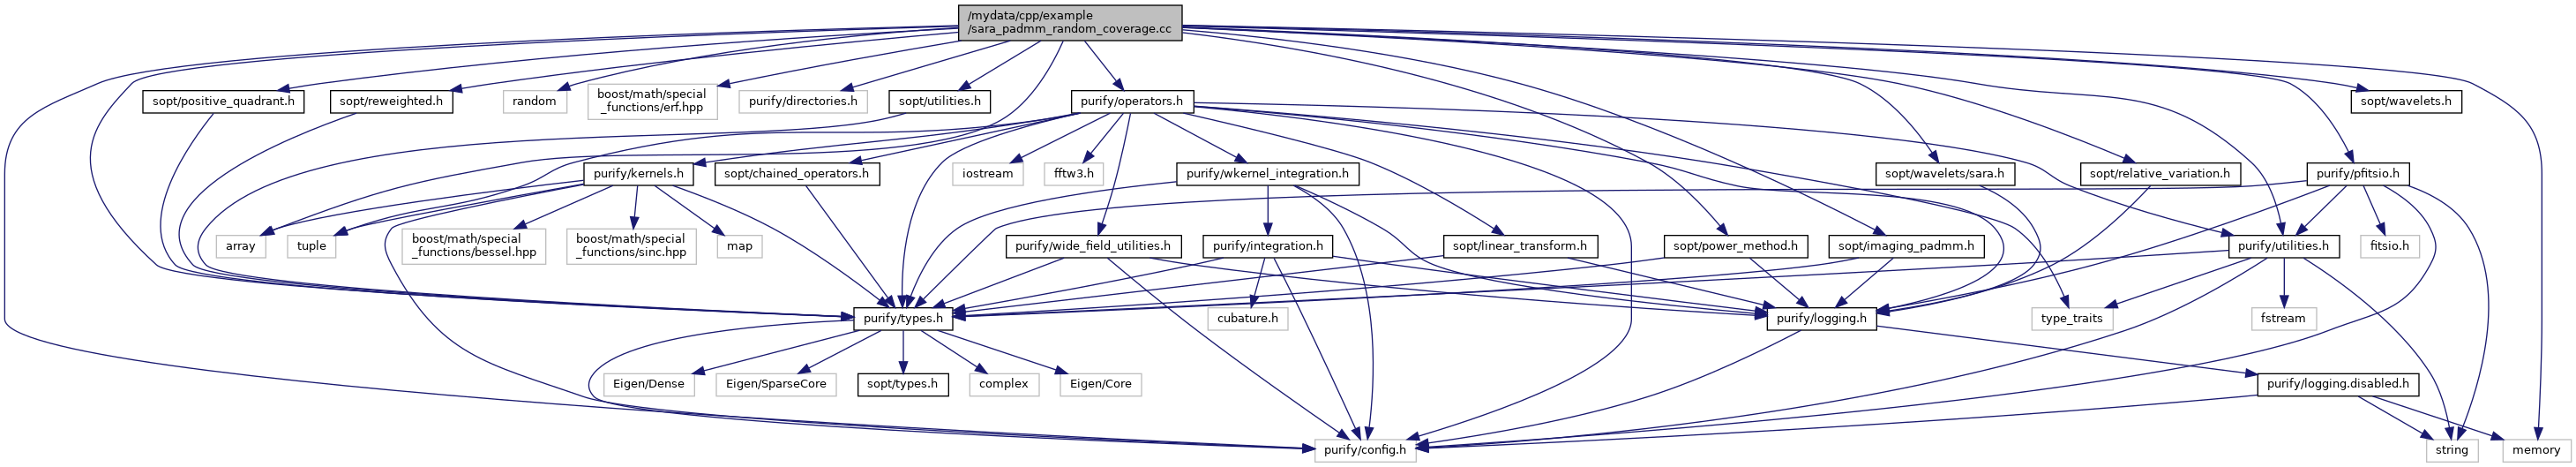 /mydata/cpp/example
/sara_padmm_random_coverage.cc
sopt/positive_quadrant.h
sopt/reweighted.h
random
boost/math/special
_functions/erf.hpp
purify/directories.h
sopt/utilities.h
purify/operators.h
sopt/wavelets.h
purify/kernels.h
sopt/chained_operators.h
iostream
fftw3.h
purify/wkernel_integration.h
sopt/wavelets/sara.h
sopt/relative_variation.h
purify/pfitsio.h
array
tuple
boost/math/special
_functions/bessel.hpp
boost/math/special
_functions/sinc.hpp
map
purify/wide_field_utilities.h
purify/integration.h
sopt/linear_transform.h
sopt/power_method.h
sopt/imaging_padmm.h
purify/utilities.h
fitsio.h
purify/types.h
cubature.h
purify/logging.h
type_traits
fstream
Eigen/Dense
Eigen/SparseCore
sopt/types.h
complex
Eigen/Core
purify/logging.disabled.h
purify/config.h
string
memory